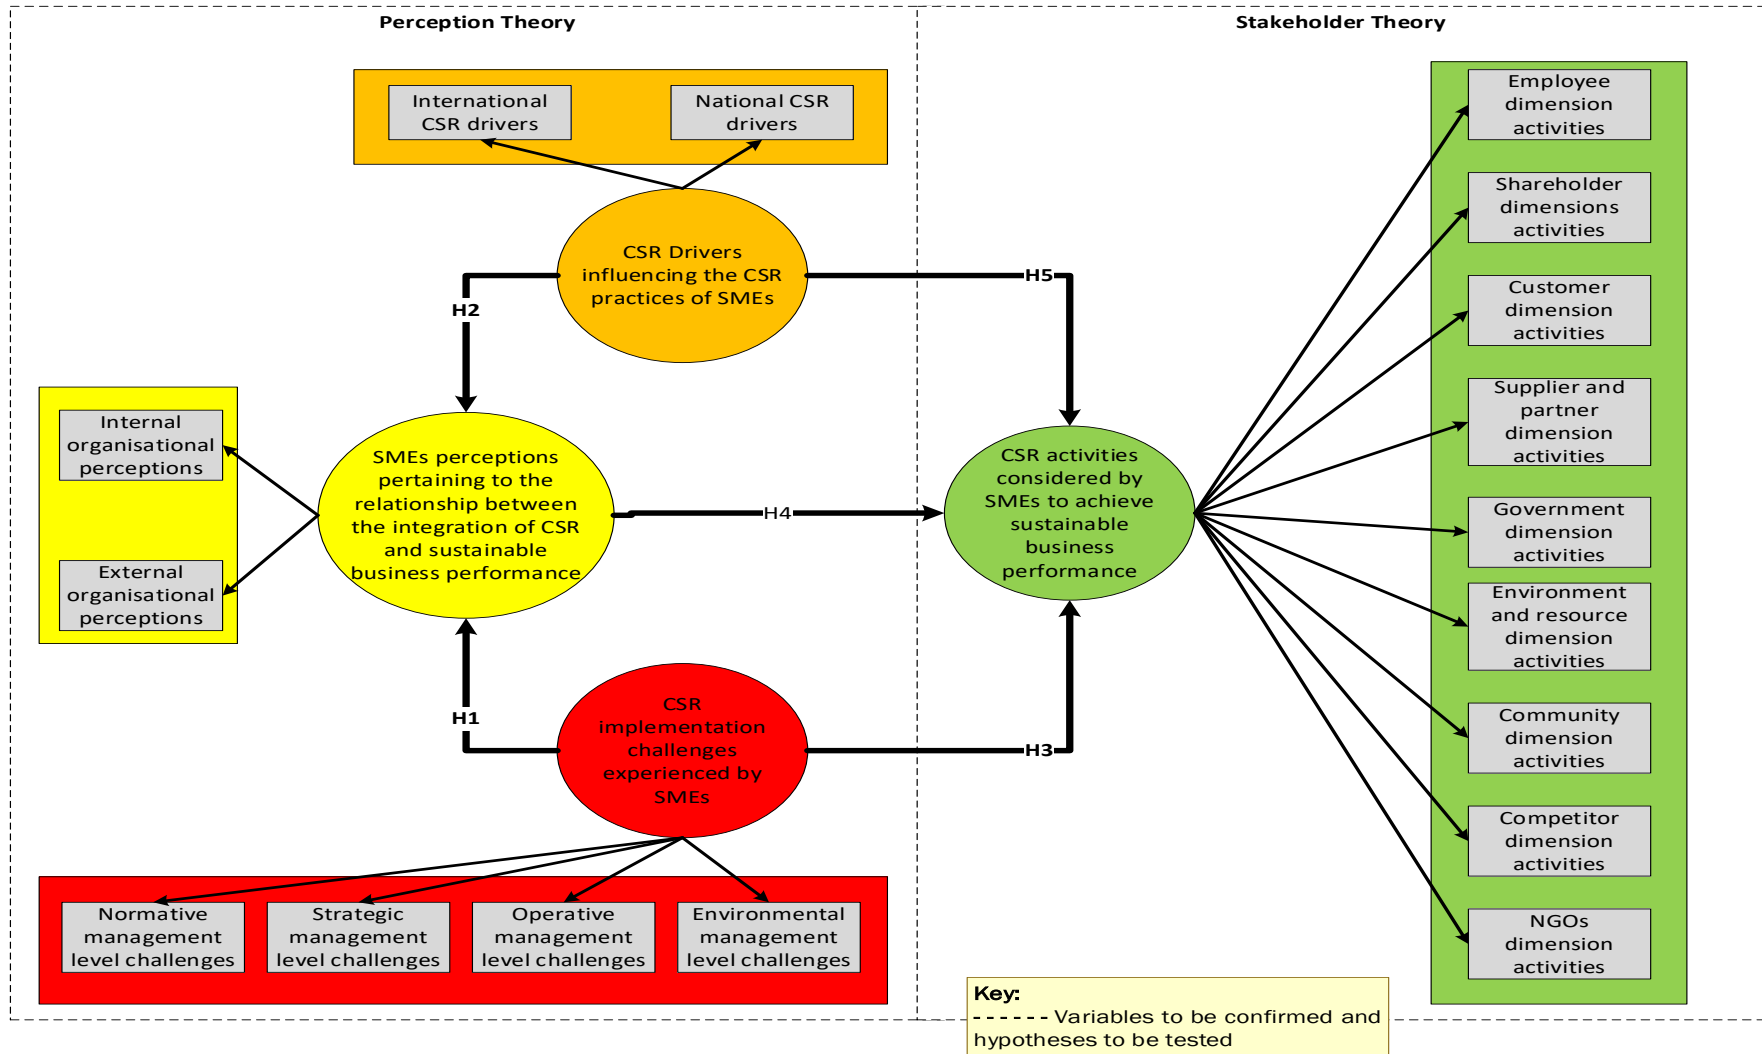 Perception Theory
Stakeholder Theory
International
CSR drivers
National CSR
drivers
CSR Drivers
influencing the CSR
practices of SMEs
H2
H5
Internal
organisational
perceptions
External
organisational
perceptions
SMEs perceptions
pertaining to the
relationship between
the integration of CSR
and sustainable
business performance
H4
CSR activities
considered by
SMEs to achieve
sustainable
business
performance
H1
H3
CSR
implementation
challenges
experienced by
SMEs
Normative
management
level challenges
Strategic
management
level challenges
Operative
management
level challenges
Environmental
management
level challenges
Employee
dimension
activities
Shareholder
dimensions
activities
Customer
dimension
activities
Supplier and
partner
dimension
activities
Government
dimension
activities
Environment
and resource
dimension
activities
Community
dimension
activities
Competitor
dimension
activities
NGOs
dimension
activities
Key:
- - - - - - Variables to be confirmed and
hypotheses to be tested